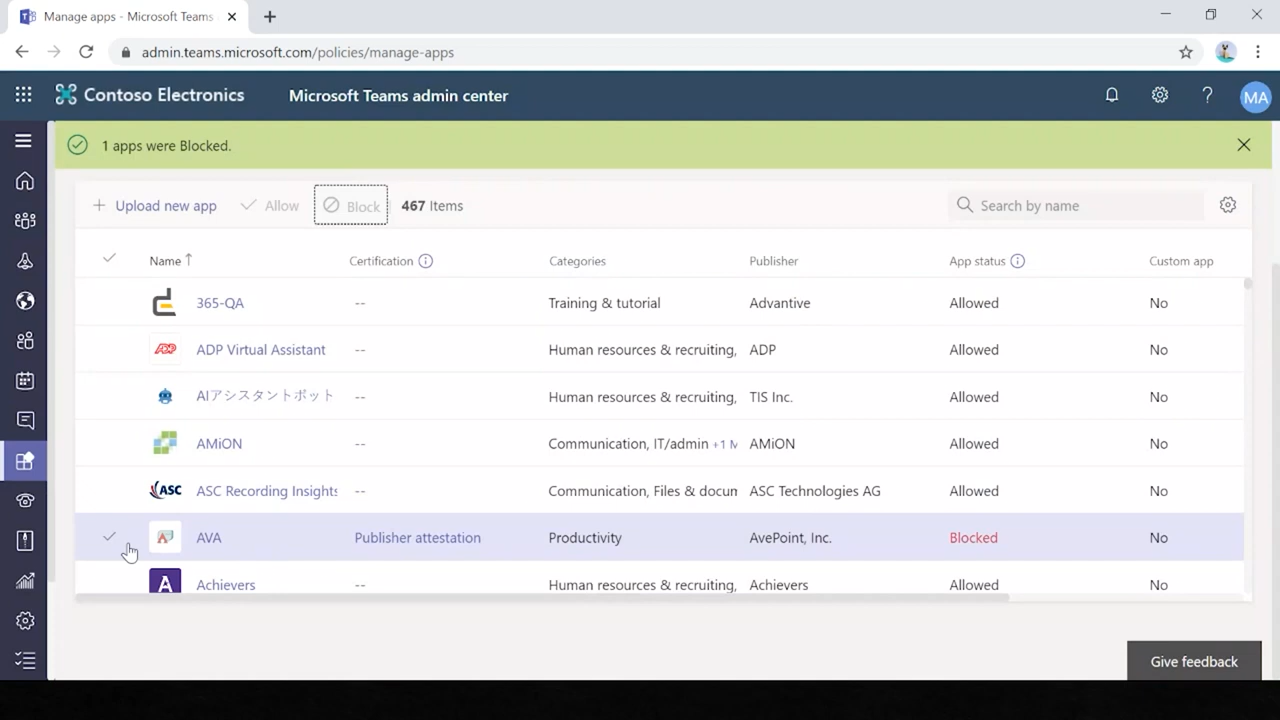 Manage apps - Microsoft Teams
admin.teams.microsoft.com/policies/manage-apps
Contoso Electronics Microsoft Teams admin center ? MA
1 apps were Blocked.
Upload new app Allow Block 467 Items Search by name
Name Certification Categories Publisher App status Custom app
365-QA -- Training & tutorial Advantive Allowed No
ADP ADP Virtual Assistant -- Human resources & recruiting, ADP Allowed No
AIアシスタントボット -- Human resources & recruiting, TIS Inc. Allowed No
AMiON -- Communication, IT/admin +1 M AMiON Allowed No
ASC ASC Recording Insights -- Communication, Files & docum ASC Technologies AG Allowed No
AVA Publisher attestation Productivity AvePoint, Inc. Blocked No
A Achievers -- Human resources & recruiting, Achievers Allowed No
Give feedback